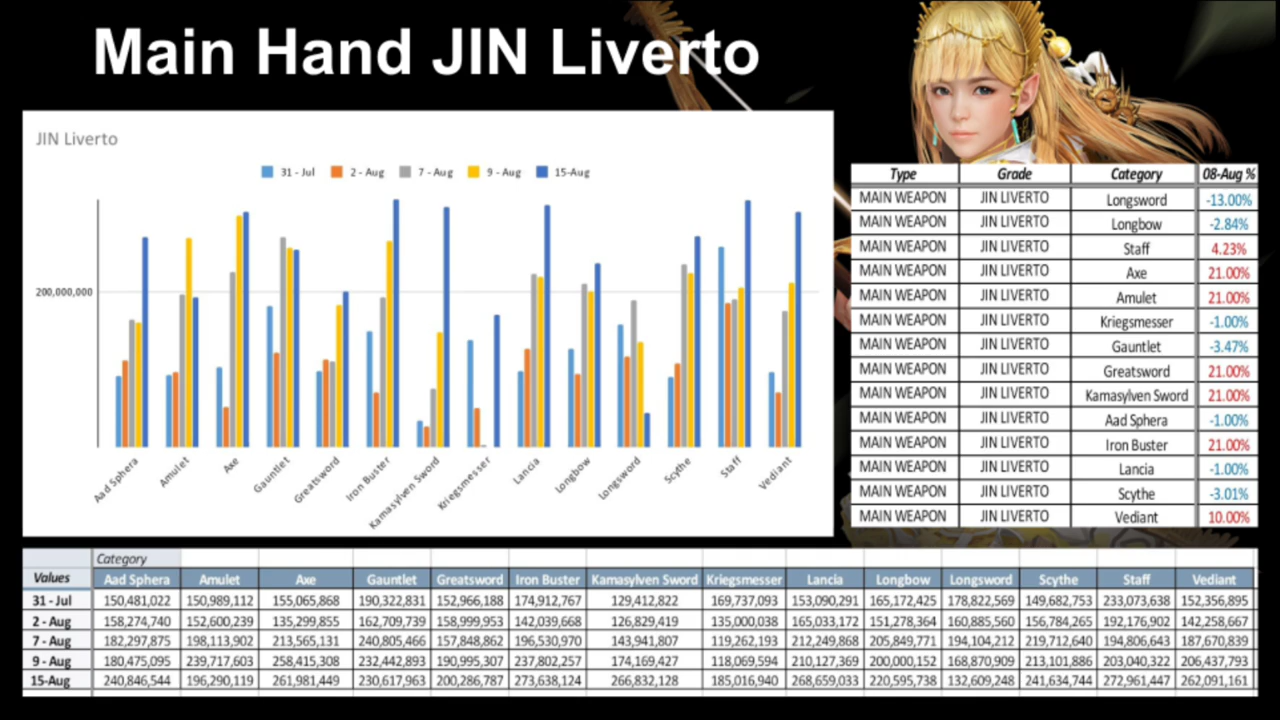 Main Hand JIN Liverto
JIN Liverto
31 - Jul 2 - Aug 7 - Aug 9 - Aug 15-Aug
200,000,000
Aad Sphera Amulet Axe Gauntlet Greatsword Iron Buster Kamasylven Sword Kriegsmesser Lancia Longbow Longsword Scythe Staff Vediant
Type Grade Category 08-Aug %
MAIN WEAPON JIN LIVERTO Longsword -13.00%
MAIN WEAPON JIN LIVERTO Longbow -2.84%
MAIN WEAPON JIN LIVERTO Staff 4.23%
MAIN WEAPON JIN LIVERTO Axe 21.00%
MAIN WEAPON JIN LIVERTO Amulet 21.00%
MAIN WEAPON JIN LIVERTO Kriegsmesser -1.00%
MAIN WEAPON JIN LIVERTO Gauntlet -3.47%
MAIN WEAPON JIN LIVERTO Greatsword 21.00%
MAIN WEAPON JIN LIVERTO Kamasylven Sword 21.00%
MAIN WEAPON JIN LIVERTO Aad Sphera -1.00%
MAIN WEAPON JIN LIVERTO Iron Buster 21.00%
MAIN WEAPON JIN LIVERTO Lancia -1.00%
MAIN WEAPON JIN LIVERTO Scythe -3.01%
MAIN WEAPON JIN LIVERTO Vediant 10.00%
Category
Values Aad Sphera Amulet Axe Gauntlet Greatsword Iron Buster Kamasylven Sword Kriegsmesser Lancia Longbow Longsword Scythe Staff Vediant
31 - Jul 150,481,022 150,989,112 155,065,868 190,322,831 152,966,188 174,912,767 129,412,822 169,737,093 153,090,291 165,172,425 178,822,569 149,682,753 233,073,638 152,356,895
2 - Aug 158,274,740 152,600,239 135,299,855 162,709,739 158,999,953 142,039,668 126,829,419 135,000,038 165,033,172 151,278,364 160,885,560 156,784,265 192,176,902 142,258,667
7 - Aug 182,297,875 198,113,902 213,565,131 240,805,466 157,848,862 196,530,970 143,941,807 119,262,193 212,249,868 205,849,771 194,104,212 219,712,640 194,806,643 187,670,839
9 - Aug 180,475,095 239,717,603 258,415,308 232,442,893 190,995,307 237,802,257 174,169,427 118,069,594 210,127,369 200,000,152 168,870,909 213,101,886 203,040,322 206,437,793
15-Aug 240,846,544 196,290,119 261,981,449 230,617,963 200,286,787 273,638,124 266,832,128 185,016,940 268,659,033 220,595,738 132,609,248 241,634,744 272,961,447 262,091,161